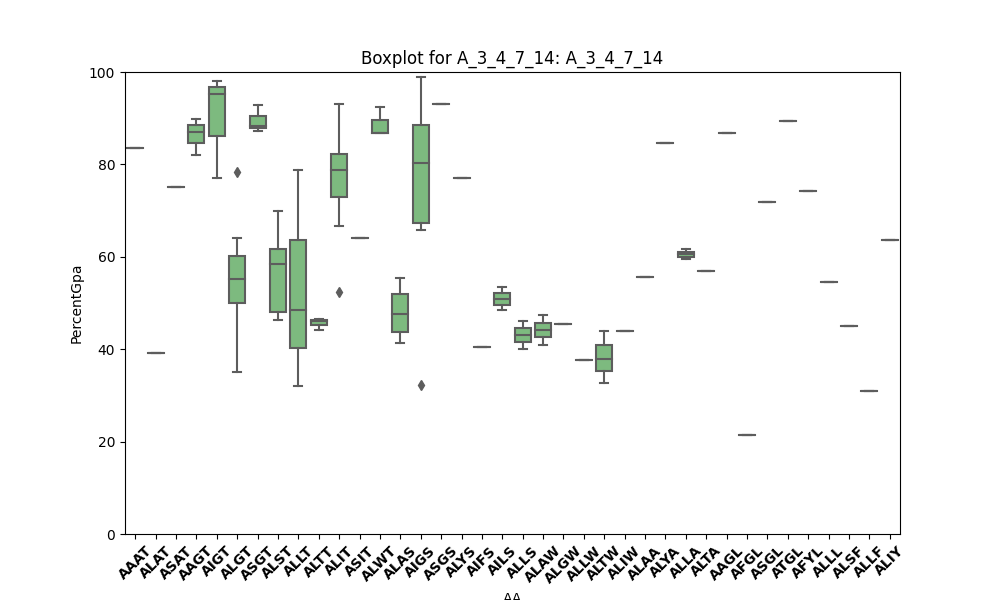 Boxplot for A_3_4_7_14: A_3_4_7_14
100
80
60
40
20
0
PercentGpa
AAAT ALAT ASAT AAGT AIGT ALGT ASGT ALST ALLT ALTT ALIT ASIT ALWT ALAS AIGS ASGS ALYS AIFS AILS ALLS ALAW ALGW ALLW ALTW ALIW ALAA ALYA ALLA ALTA AAGL AFGL ASGL ATGL AFYL ALLL ALSF ALLF ALIY
AA